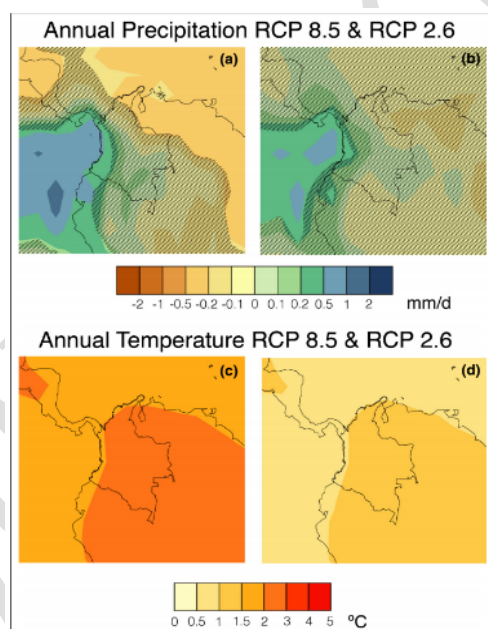 Annual Precipitation RCP 8.5 & RCP 2.6
(a) (b)
-2 -1 -0.5 -0.2 -0.1 0 0.1 0.2 0.5 1 2 mm/d
Annual Temperature RCP 8.5 & RCP 2.6
(c) (d)
0 0.5 1 1.5 2 3 4 5 ºC